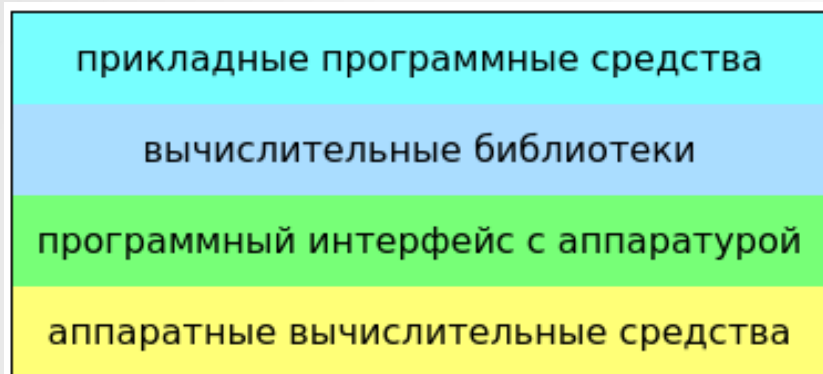 прикладные программные средства
вычислительные библиотеки
программный интерфейс с аппаратурой
аппаратные вычислительные средства